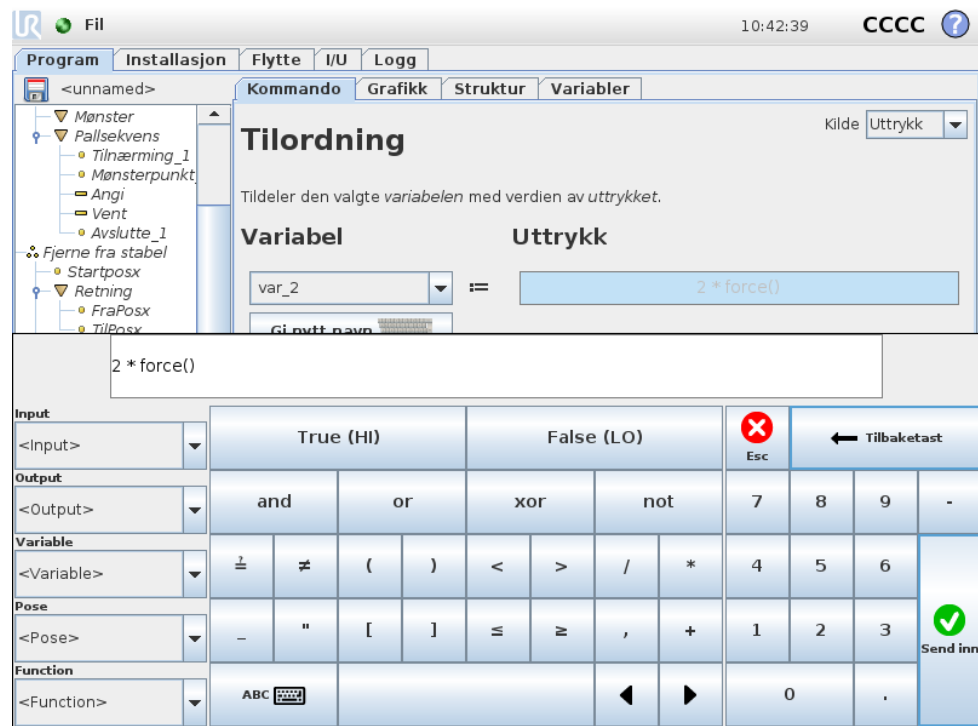 UR Fil 10:42:39 CCCC ?
Program Installasjon Flytte I/U Logg
<unnamed>
Kommando Grafikk Struktur Variabler
Mønster
Pallsekvens
Tilnærming_1
Mønsterpunkt_
Angi
Vent
Avslutte_1
Fjerne fra stabel
Startposx
Retning
FraPosx
TilPosx
Kilde Uttrykk
Tilordning
Tildeler den valgte variabelen med verdien av uttrykket.
Variabel Uttrykk
var_2 := 2 * force()
Gi nytt navn
2 * force()
Input
<Input>
Output
<Output>
Variable
<Variable>
Pose
<Pose>
Function
<Function>
True (HI) False (LO) Esc Tilbaketast
and or xor not 7 8 9 -
≟ ≠ ( ) < > / * 4 5 6
_ " [ ] ≤ ≥ , + 1 2 3 Send inn
ABC 0 .